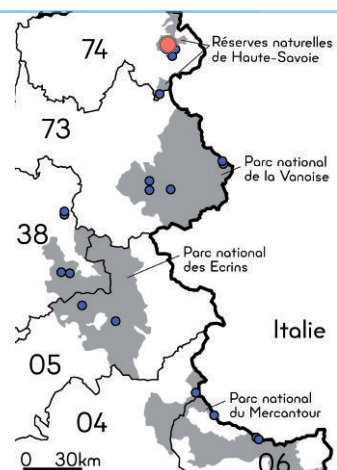 74
Réserves naturelles
de Haute-Savoie
73
Parc national
de la Vanoise
38
Parc national
des Ecrins
Italie
05
Parc national
du Mercantour
04
06
0 30km